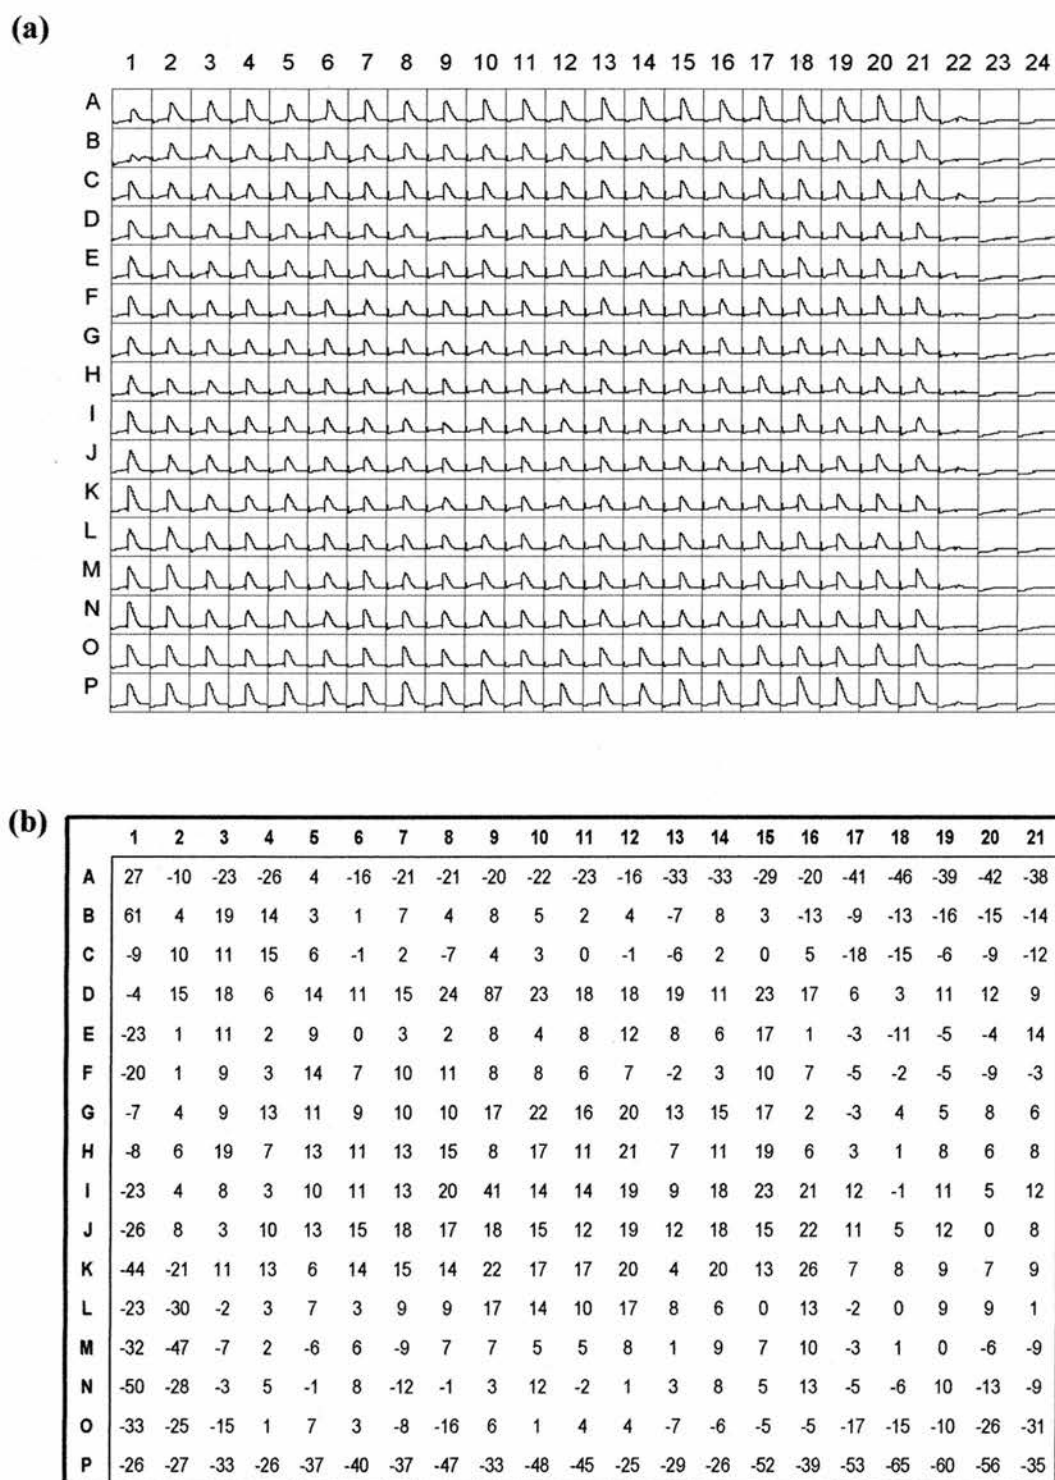 (a)
1 2 3 4 5 6 7 8 9 10 11 12 13 14 15 16 17 18 19 20 21 22 23 24
A
B
C
D
E
F
G
H
I
J
K
L
M
N
O
P
(b)
1 2 3 4 5 6 7 8 9 10 11 12 13 14 15 16 17 18 19 20 21
A 27 -10 -23 -26 4 -16 -21 -21 -20 -22 -23 -16 -33 -33 -29 -20 -41 -46 -39 -42 -38
B 61 4 19 14 3 1 7 4 8 5 2 4 -7 8 3 -13 -9 -13 -16 -15 -14
C -9 10 11 15 6 -1 2 -7 4 3 0 -1 -6 2 0 5 -18 -15 -6 -9 -12
D -4 15 18 6 14 11 15 24 87 23 18 18 19 11 23 17 6 3 11 12 9
E -23 1 11 2 9 0 3 2 8 4 8 12 8 6 17 1 -3 -11 -5 -4 14
F -20 1 9 3 14 7 10 11 8 8 6 7 -2 3 10 7 -5 -2 -5 -9 -3
G -7 4 9 13 11 9 10 10 17 22 16 20 13 15 17 2 -3 4 5 8 6
H -8 6 19 7 13 11 13 15 8 17 11 21 7 11 19 6 3 1 8 6 8
I -23 4 8 3 10 11 13 20 41 14 14 19 9 18 23 21 12 -1 11 5 12
J -26 8 3 10 13 15 18 17 18 15 12 19 12 18 15 22 11 5 12 0 8
K -44 -21 11 13 6 14 15 14 22 17 17 20 4 20 13 26 7 8 9 7 9
L -23 -30 -2 3 7 3 9 9 17 14 10 17 8 6 0 13 -2 0 9 9 1
M -32 -47 -7 2 -6 6 -9 7 7 5 5 8 1 9 7 10 -3 1 0 -6 -9
N -50 -28 -3 5 -1 8 -12 -1 3 12 -2 1 3 8 5 13 -5 -6 10 -13 -9
O -33 -25 -15 1 7 3 -8 -16 6 1 4 4 -7 -6 -5 -5 -17 -15 -10 -26 -31
P -26 -27 -33 -26 -37 -40 -37 -47 -33 -48 -45 -25 -29 -26 -52 -39 -53 -65 -60 -56 -35